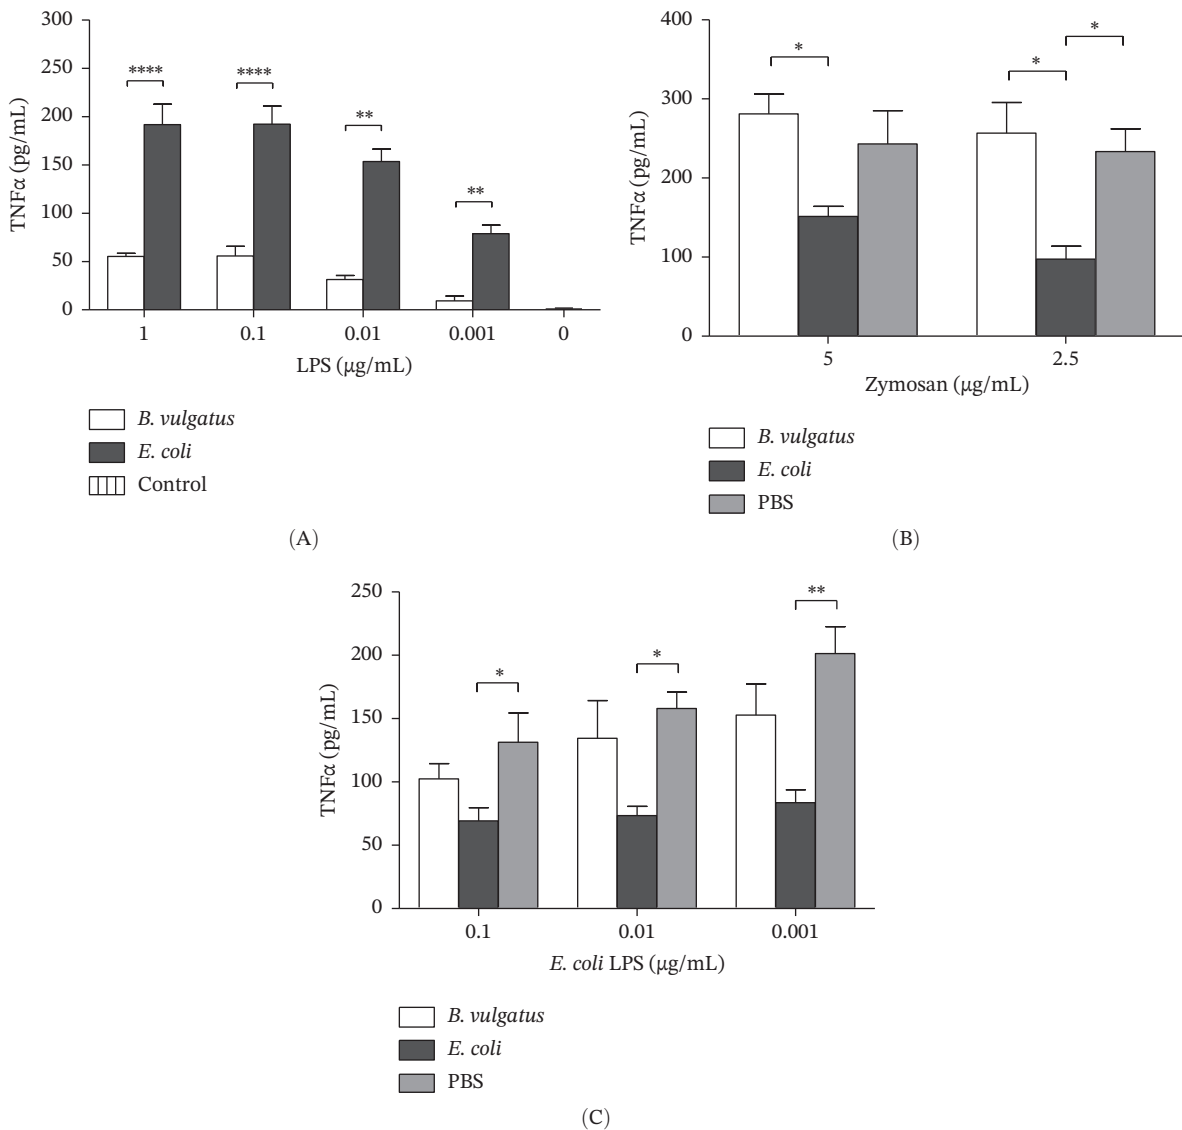 300
250
200
150
100
50
0
TNFα (pg/mL)
****
****
**
**
1 0.1 0.01 0.001 0
LPS (μg/mL)
B. vulgatus
E. coli
Control
(A)
400
300
200
100
0
TNFα (pg/mL)
*
*
*
5 2.5
Zymosan (μg/mL)
B. vulgatus
E. coli
PBS
(B)
250
200
150
100
50
0
TNFα (pg/mL)
*
*
**
0.1 0.01 0.001
E. coli LPS (μg/mL)
B. vulgatus
E. coli
PBS
(C)